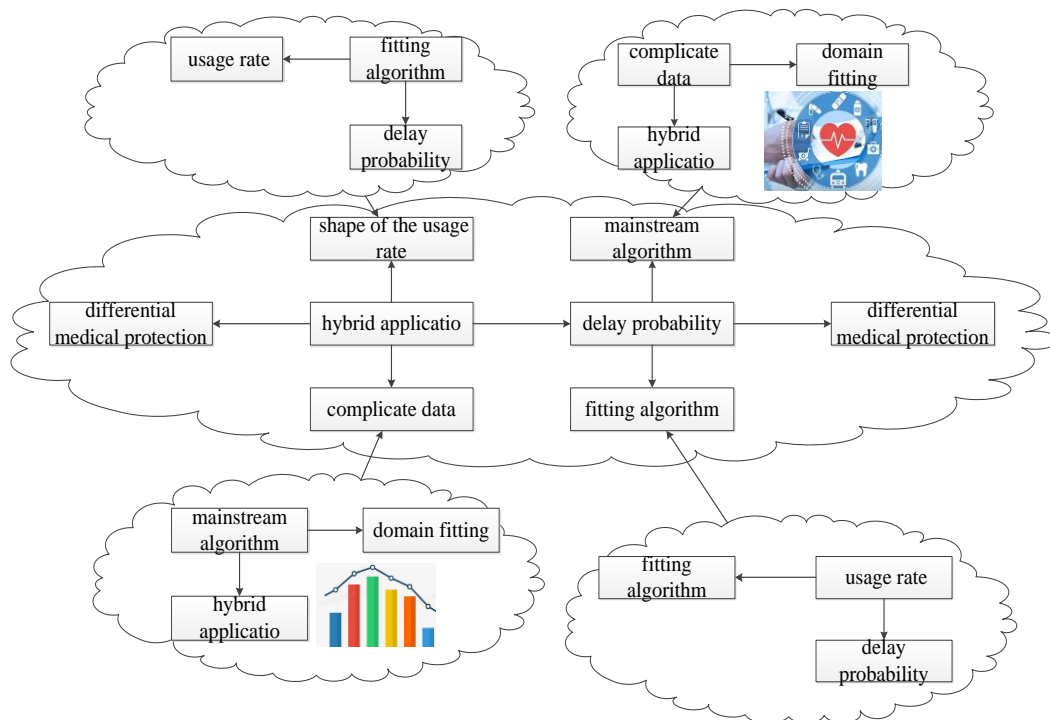 usage rate
fitting
algorithm
delay
probability
complicate
data
domain
fitting
hybrid
applicatio
shape of the usage
rate
mainstream
algorithm
differential
medical protection
hybrid applicatio
delay probability
differential
medical protection
complicate data
fitting algorithm
mainstream
algorithm
domain fitting
hybrid
applicatio
fitting
algorithm
usage rate
delay
probability